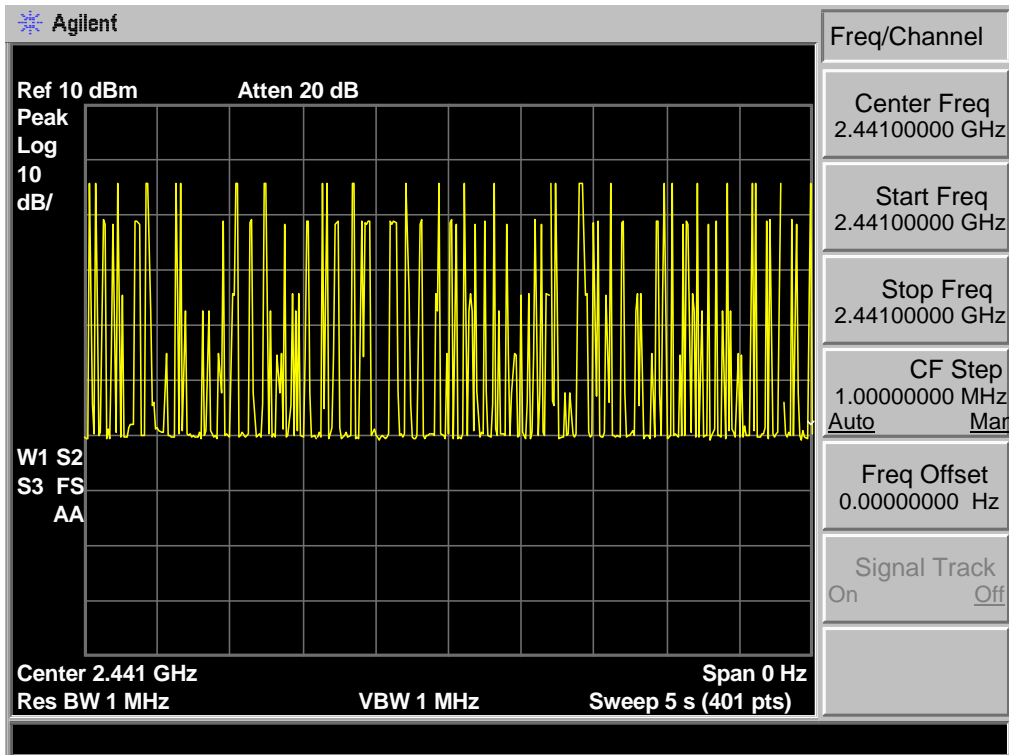 Agilent
Freq/Channel
Ref 10 dBm Atten 20 dB
Peak
Log
10
dB/
W1 S2
S3 FS
AA
Center 2.441 GHz Span 0 Hz
Res BW 1 MHz VBW 1 MHz Sweep 5 s (401 pts)
Center Freq
2.44100000 GHz
Start Freq
2.44100000 GHz
Stop Freq
2.44100000 GHz
CF Step
1.00000000 MHz
Auto Mar
Freq Offset
0.00000000 Hz
Signal Track
On Off